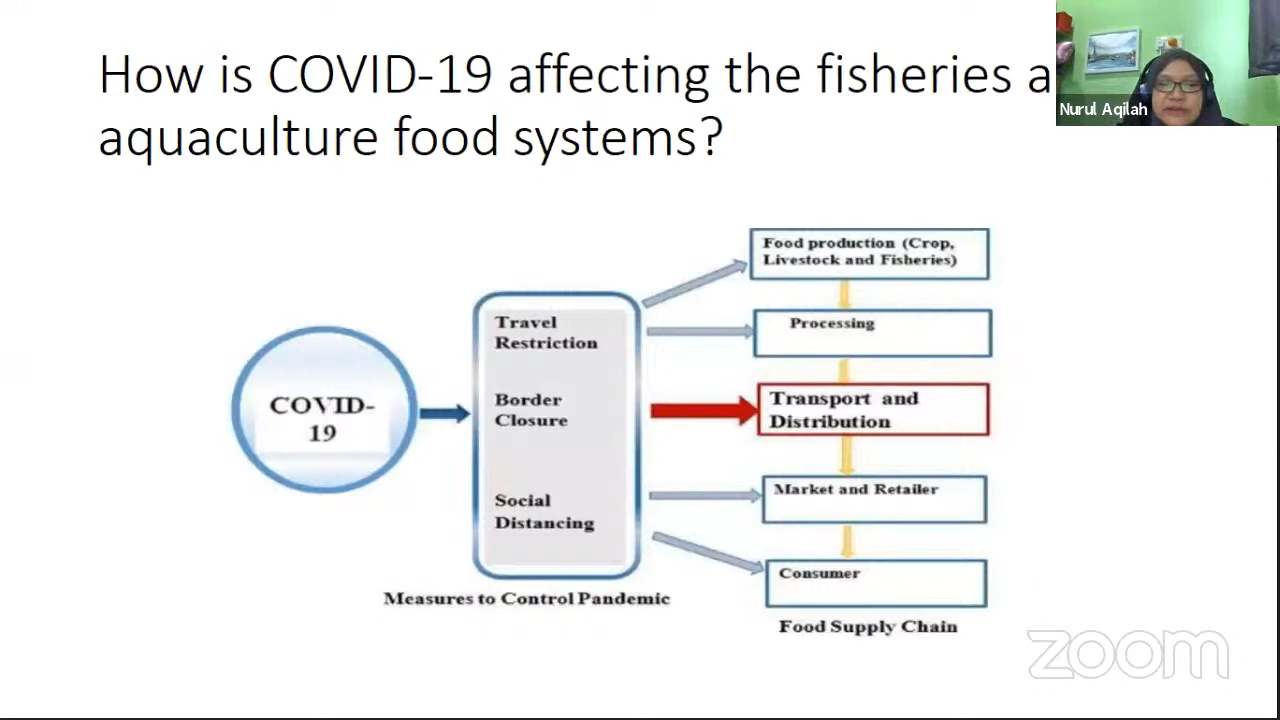 How is COVID-19 affecting the fisheries a
aquaculture food systems?
Nurul Aqilah
COVID-
19
Travel
Restriction
Border
Closure
Social
Distancing
Measures to Control Pandemic
Food production (Crop,
Livestock and Fisheries)
Processing
Transport and
Distribution
Market and Retailer
Consumer
Food Supply Chain
zoom